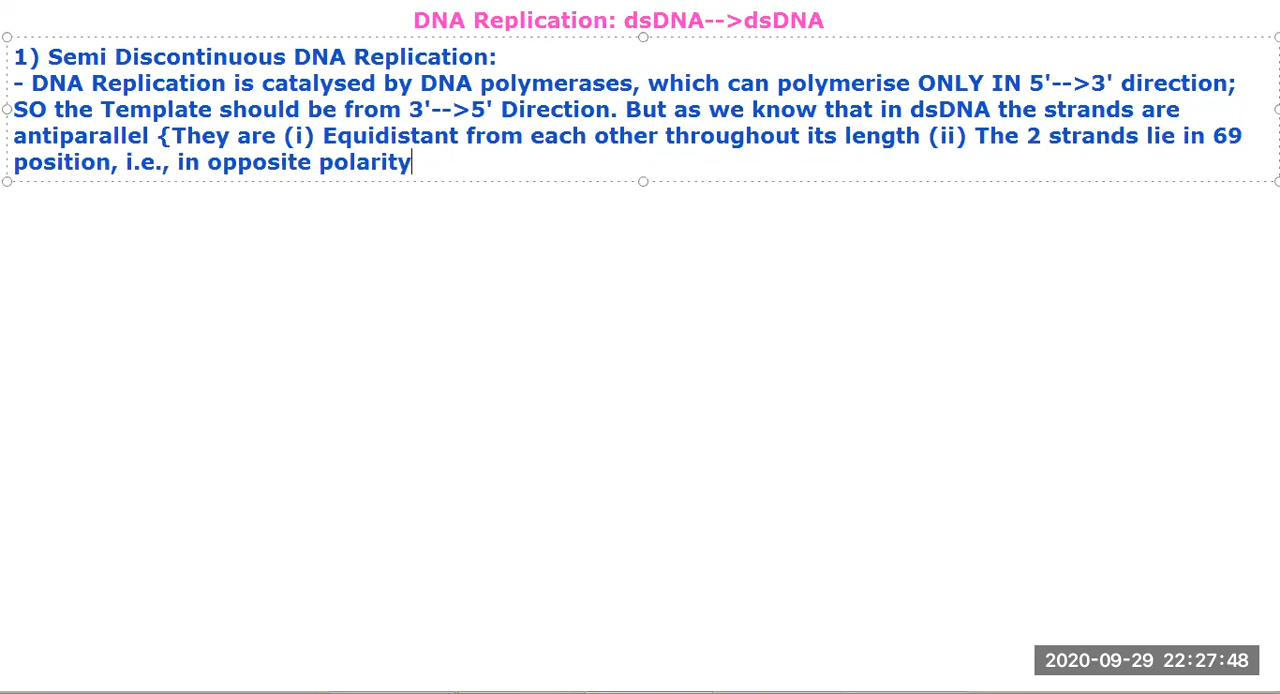 DNA Replication: dsDNA-->dsDNA
1) Semi Discontinuous DNA Replication:
- DNA Replication is catalysed by DNA polymerases, which can polymerise ONLY IN 5'-->3' direction;
SO the Template should be from 3'-->5' Direction. But as we know that in dsDNA the strands are
antiparallel {They are (i) Equidistant from each other throughout its length (ii) The 2 strands lie in 69
position, i.e., in opposite polarity
2020-09-29 22:27:48